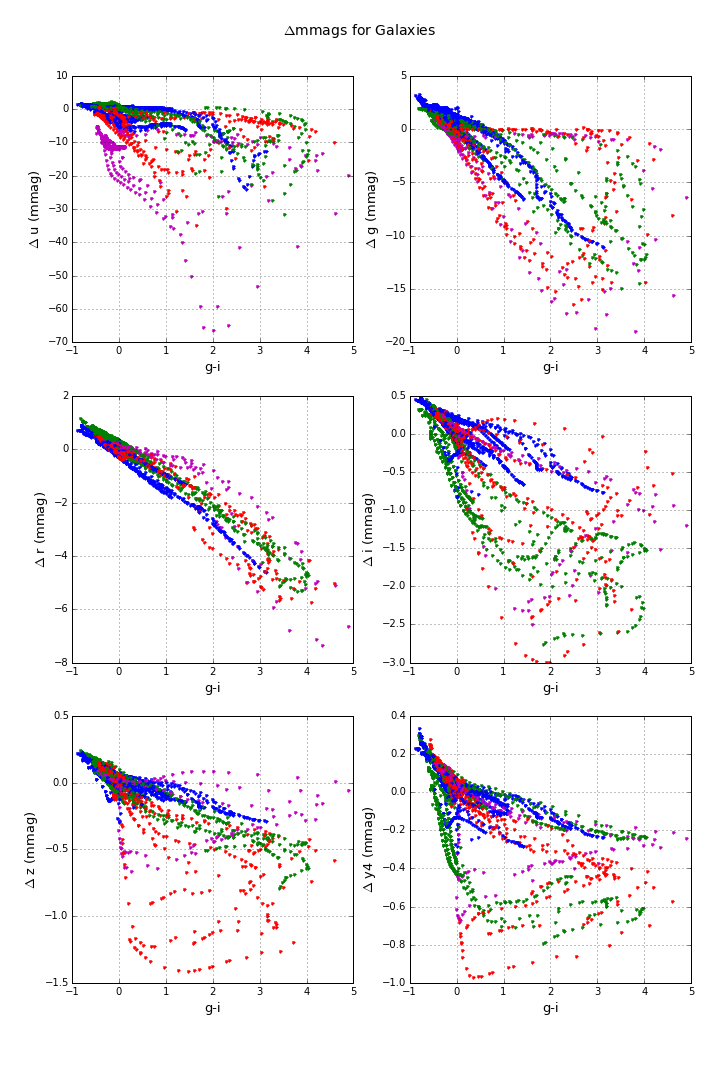 Δmmags for Galaxies
10
0
−10
−20
−30
−40
−50
−60
−70
Δ u (mmag)
−1 0 1 2 3 4 5
g-i
5
0
−5
−10
−15
−20
Δ g (mmag)
−1 0 1 2 3 4 5
g-i
2
0
−2
−4
−6
−8
Δ r (mmag)
−1 0 1 2 3 4 5
g-i
0.5
0.0
−0.5
−1.0
−1.5
−2.0
−2.5
−3.0
Δ i (mmag)
−1 0 1 2 3 4 5
g-i
0.5
0.0
−0.5
−1.0
−1.5
Δ z (mmag)
−1 0 1 2 3 4 5
g-i
0.4
0.2
0.0
−0.2
−0.4
−0.6
−0.8
−1.0
Δ y4 (mmag)
−1 0 1 2 3 4 5
g-i